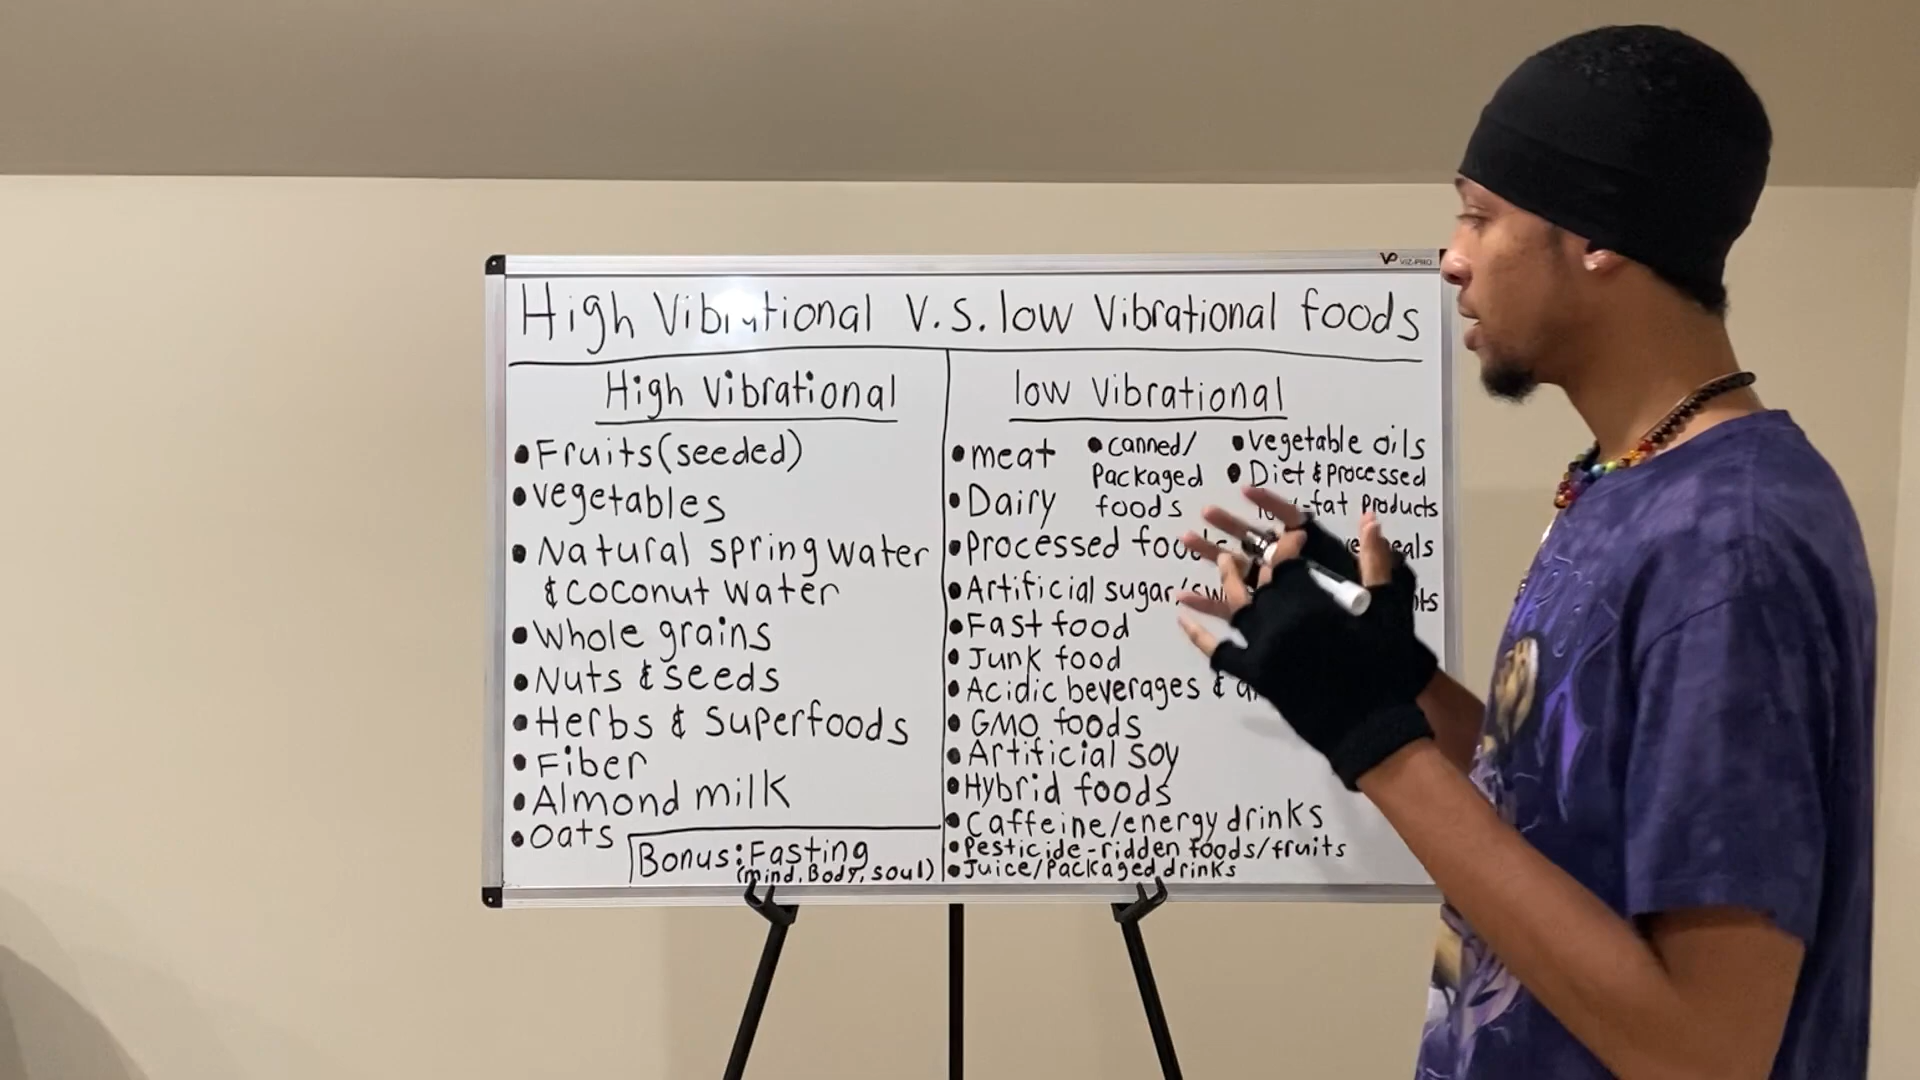 VP VIZ-PRO
High Vibrational V.S. low Vibrational foods
High Vibrational
• Fruits (seeded)
• vegetables
• Natural spring water
& coconut water
• Whole grains
• Nuts & seeds
• Herbs & Superfoods
• Fiber
• Almond milk
• Oats
Bonus: Fasting
(mind, Body, soul)
low Vibrational
• meat
• Dairy
• Processed
• Artificial sugar/
• Fast food
• Junk food
• Acidic beverages &
• GMO foods
• Artificial soy
• Hybrid foods
• Caffeine/energy drinks
• Pesticide-ridden foods/fruits
• Juice/Packaged drinks
• canned/
Packaged
foods
• vegetable oils
• Diet & Processed
-fat Products